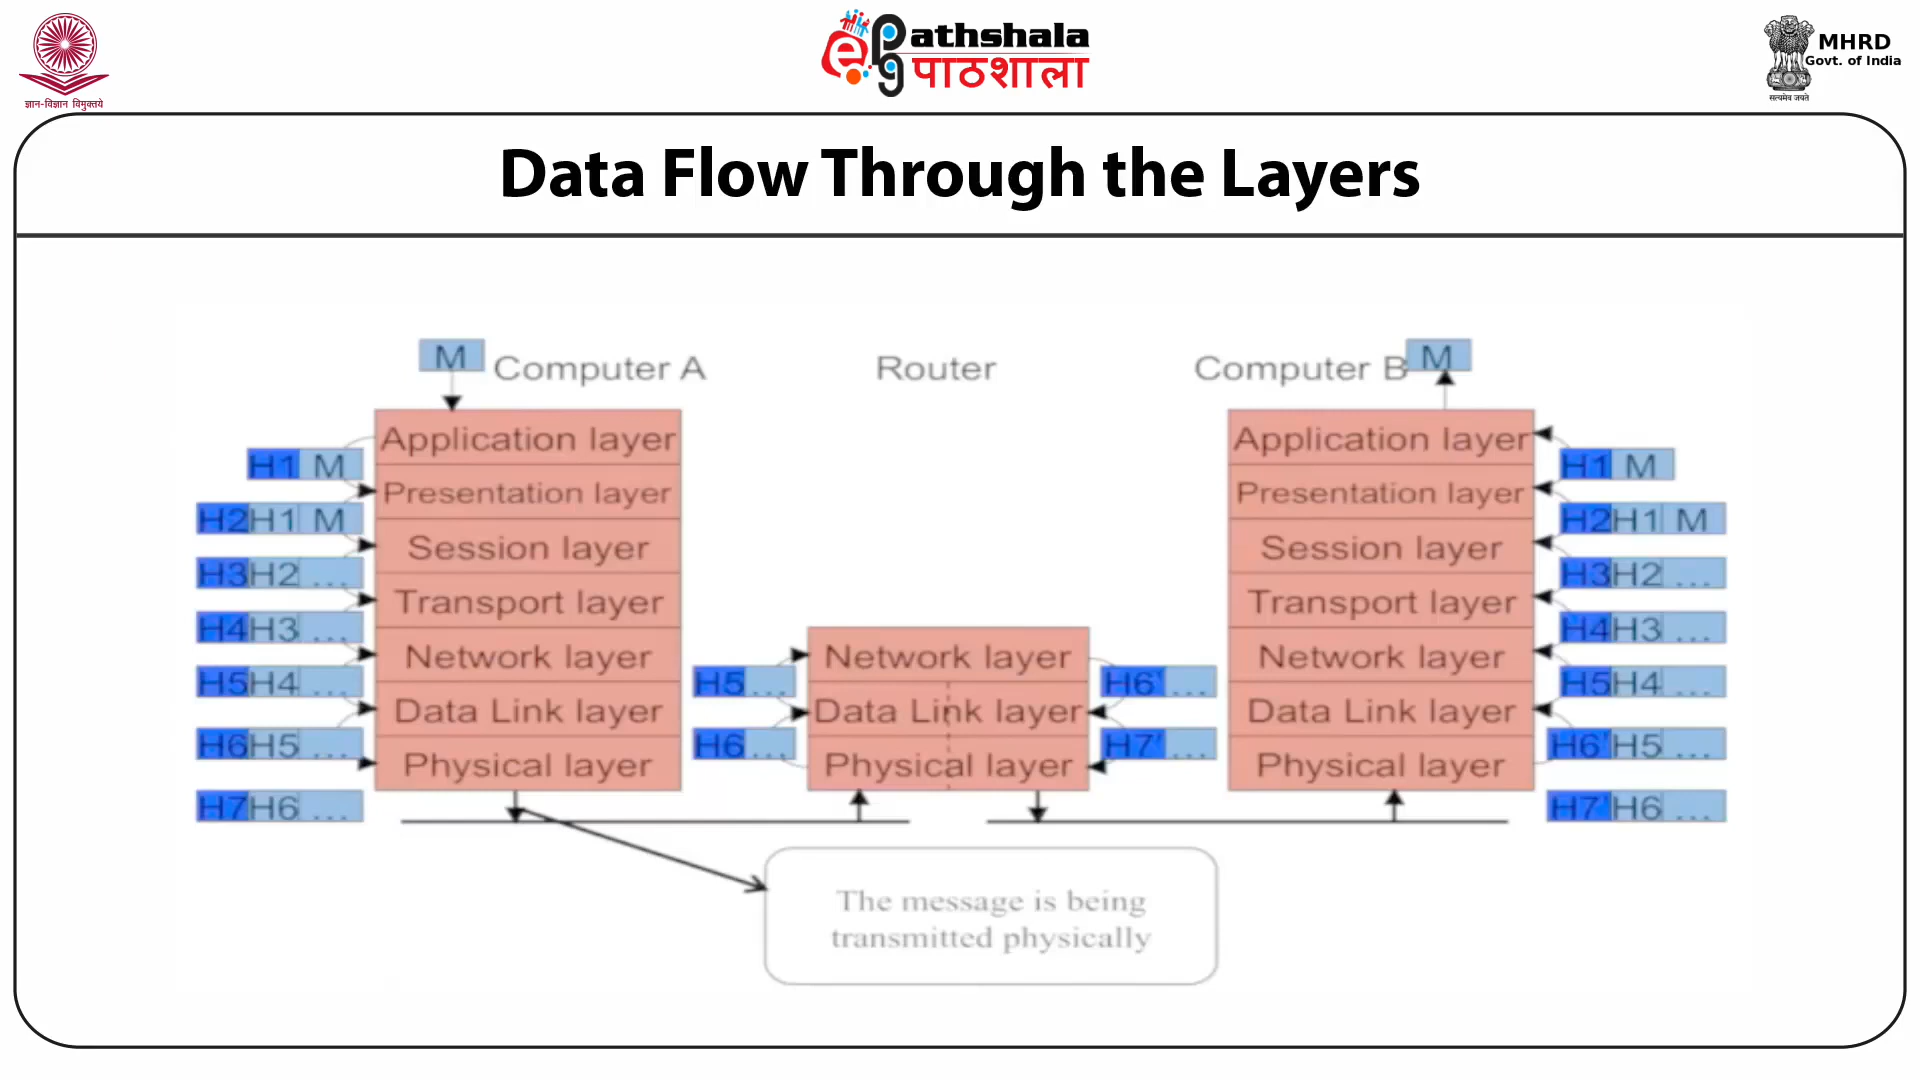 ज्ञान-विज्ञान विमुक्तये
ePathshala
पाठशाला
MHRD
Govt. of India
सत्यमेव जयते
Data Flow Through the Layers
M
Computer A
Router
Computer B
M
Application layer
Presentation layer
Session layer
Transport layer
Network layer
Data Link layer
Physical layer
H1 M
H2 H1 M
H3 H2 ...
H4 H3 ...
H5 H4 ...
H6 H5 ...
H7 H6 ...
Network layer
Data Link layer
Physical layer
H5 ...
H6 ...
H6' ...
H7' ...
Application layer
Presentation layer
Session layer
Transport layer
Network layer
Data Link layer
Physical layer
H1 M
H2 H1 M
H3 H2 ...
H4 H3 ...
H5 H4 ...
H6' H5 ...
H7' H6 ...
The message is being
transmitted physically